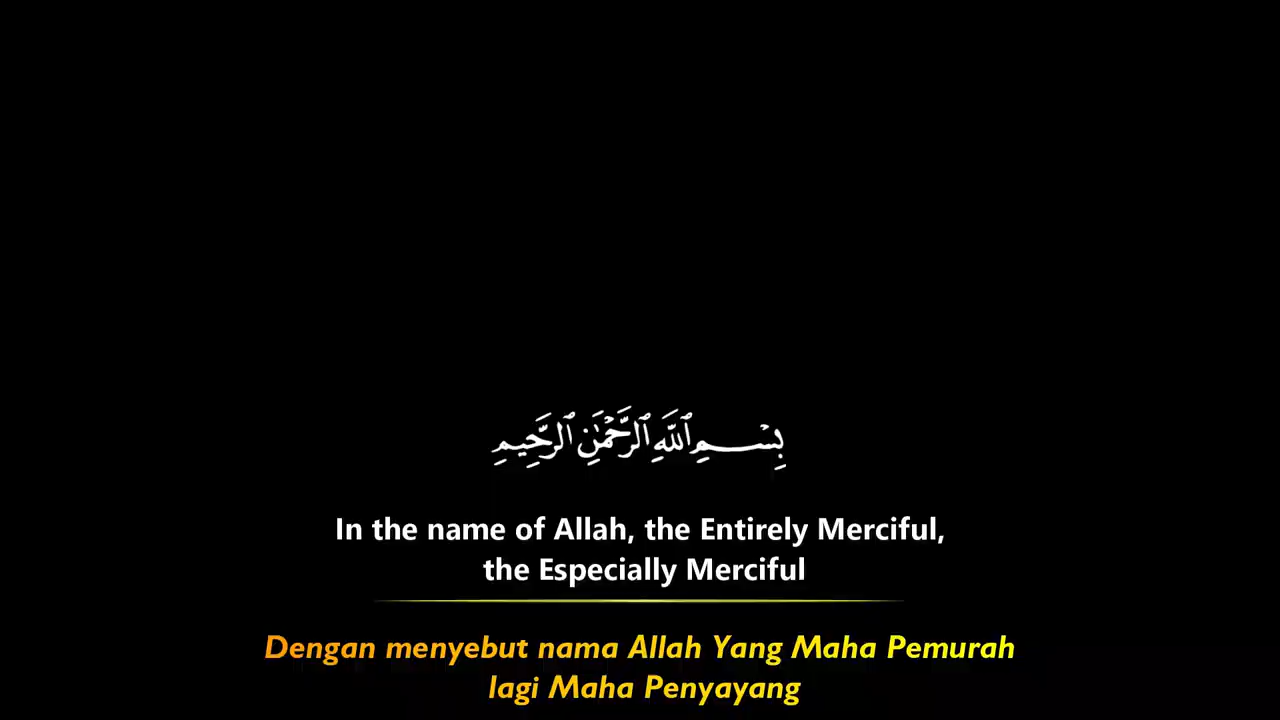 بِسْمِ ٱللَّهِ ٱلرَّحْمَٰنِ ٱلرَّحِيمِ
In the name of Allah, the Entirely Merciful,
the Especially Merciful
Dengan menyebut nama Allah Yang Maha Pemurah
lagi Maha Penyayang